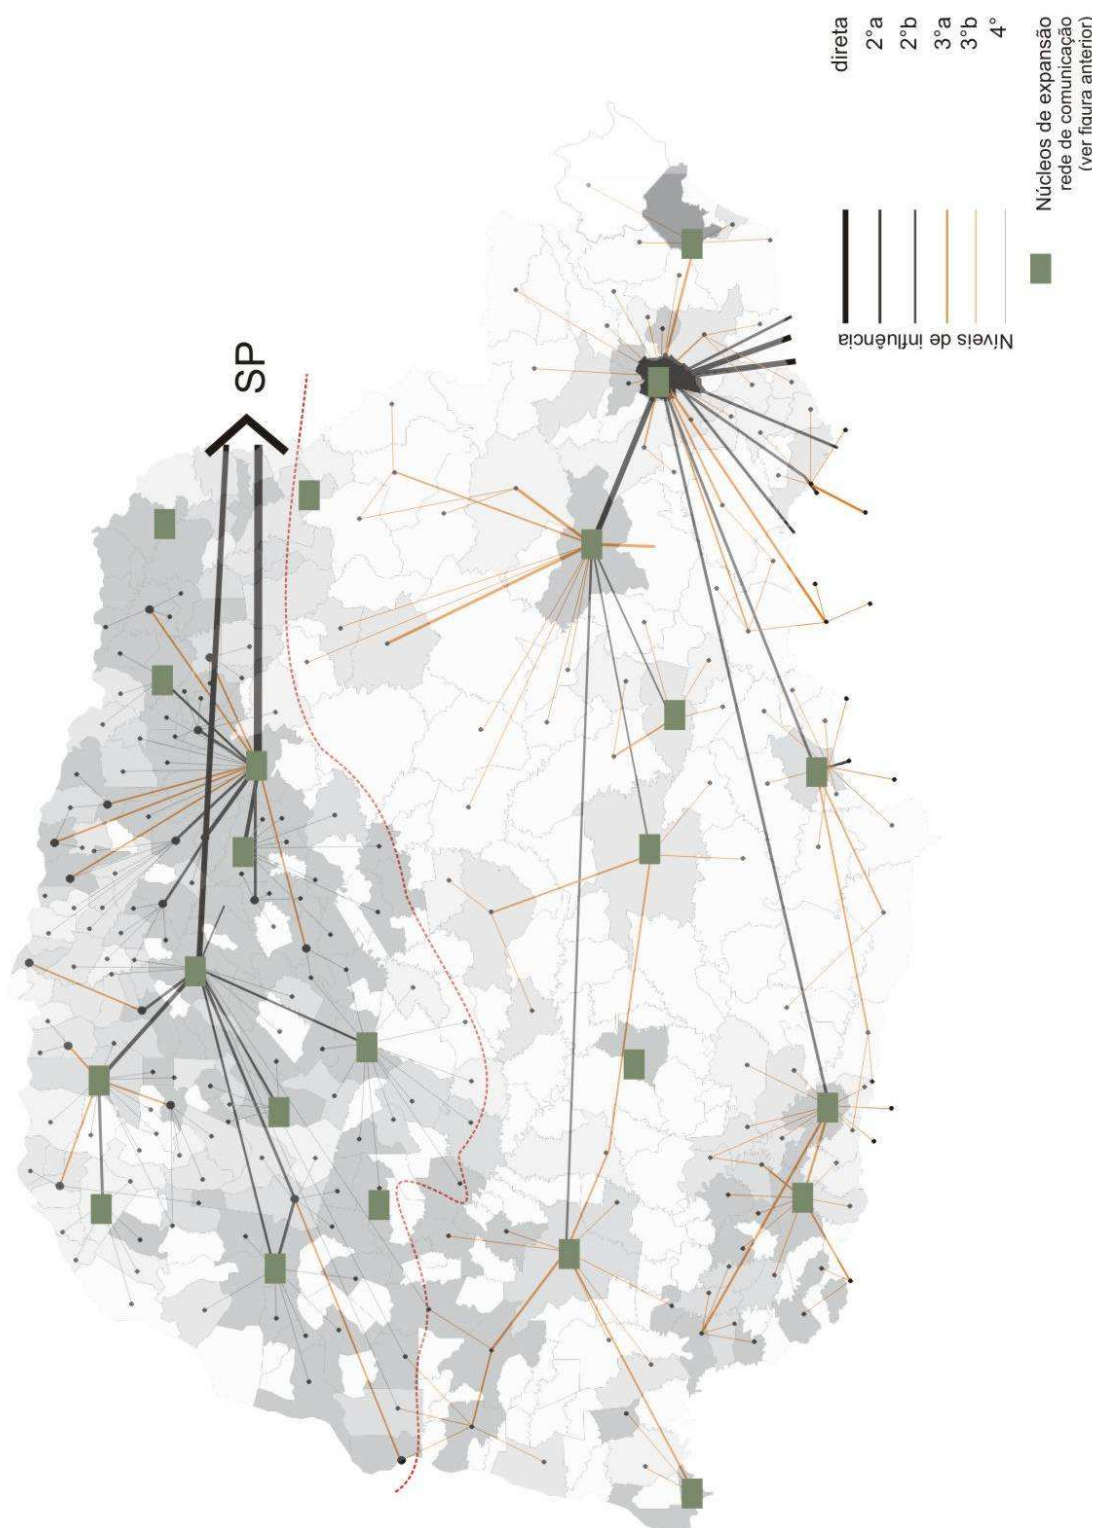 SP
Níveis de influência
direta
2°a
2°b
3°a
3°b
4°
Núcleos de expansão
rede de comunicação
(ver figura anterior)